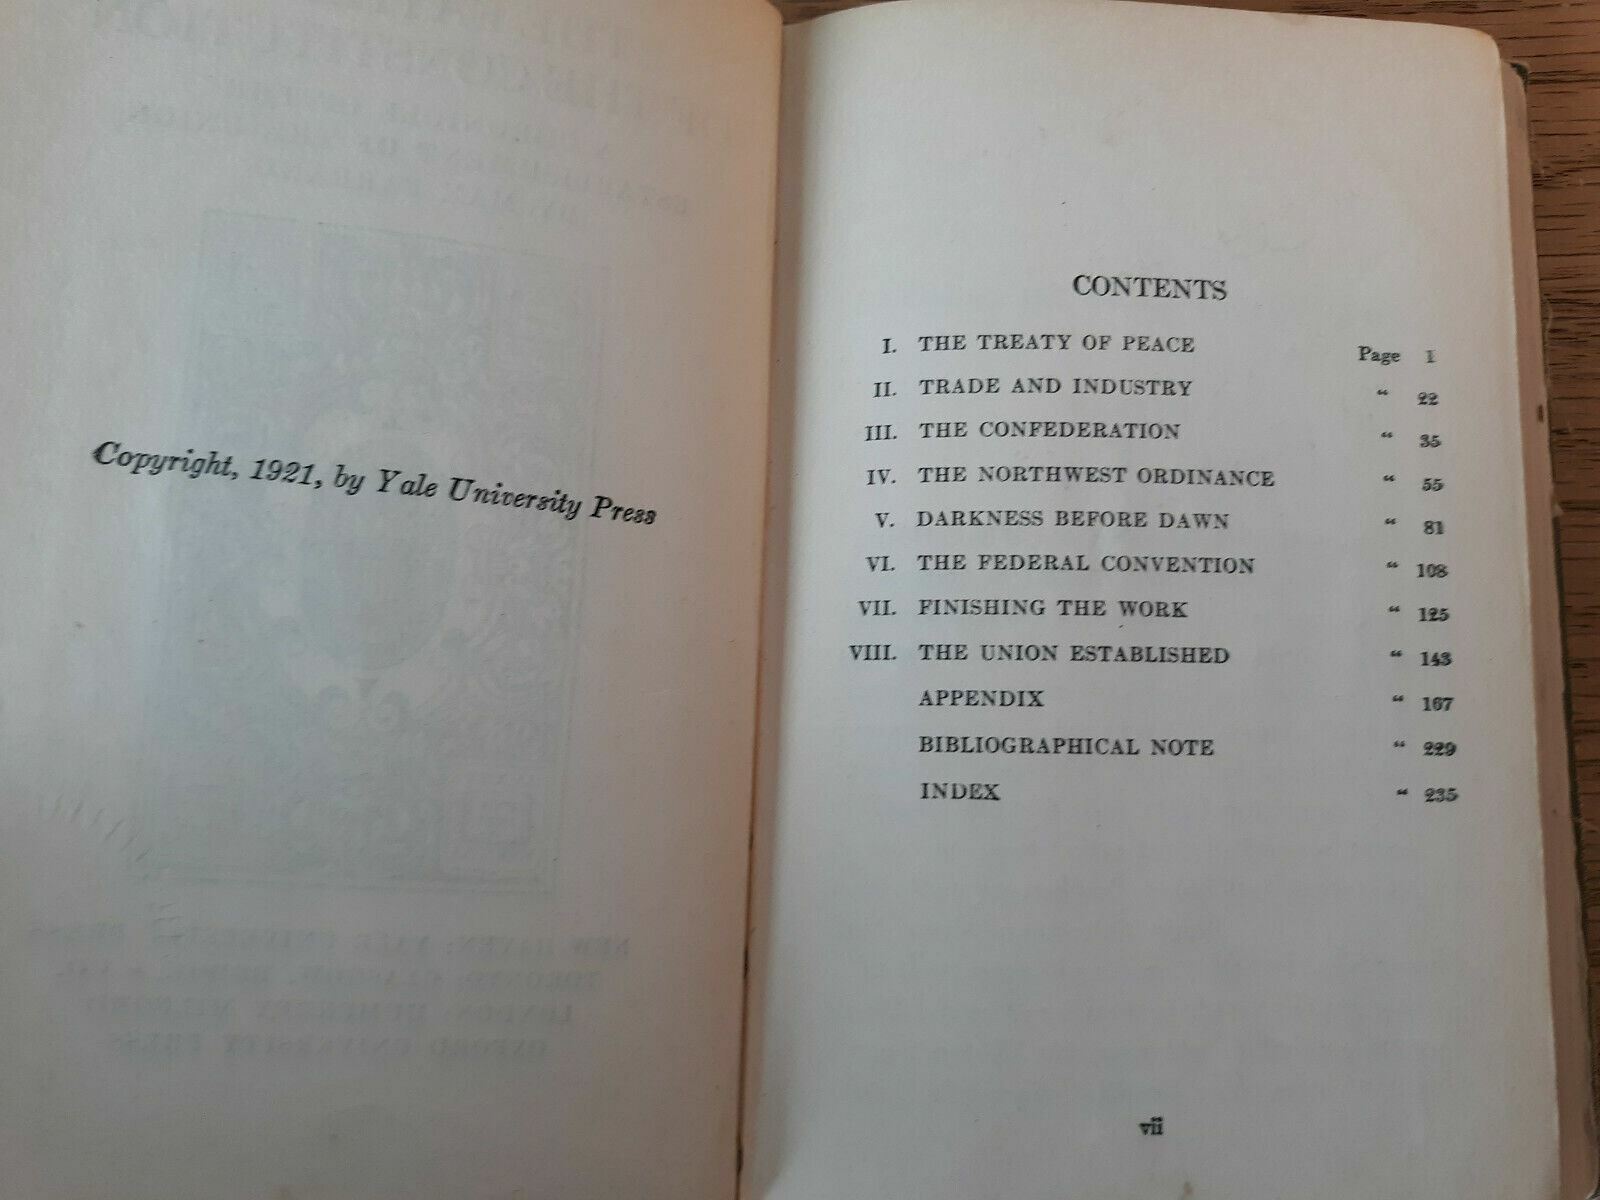 Copyright, 1921, by Yale University Press
CONTENTS
I. THE TREATY OF PEACE Page 1
II. TRADE AND INDUSTRY “ 22
III. THE CONFEDERATION “ 35
IV. THE NORTHWEST ORDINANCE “ 55
V. DARKNESS BEFORE DAWN “ 81
VI. THE FEDERAL CONVENTION “ 108
VII. FINISHING THE WORK “ 125
VIII. THE UNION ESTABLISHED “ 143
APPENDIX “ 167
BIBLIOGRAPHICAL NOTE “ 229
INDEX “ 235
vii